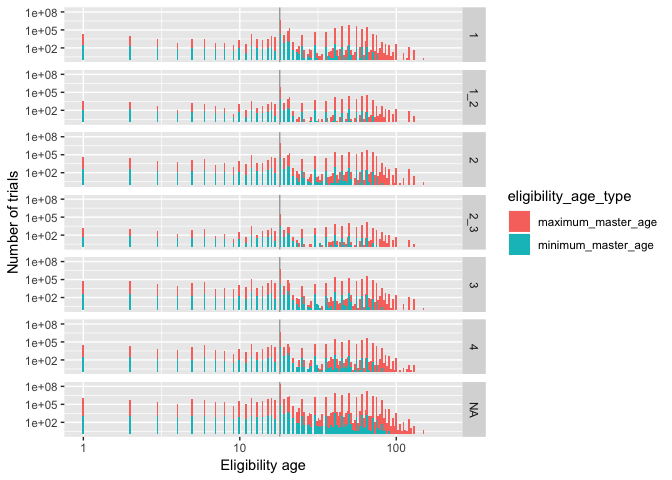 1e+08
1e+05
1e+02
1
1e+08
1e+05
1e+02
1_2
1e+08
1e+05
1e+02
2
1e+08
1e+05
1e+02
2_3
1e+08
1e+05
1e+02
3
1e+08
1e+05
1e+02
4
1e+08
1e+05
1e+02
NA
1 10 100
Eligibility age
Number of trials
eligibility_age_type
maximum_master_age
minimum_master_age